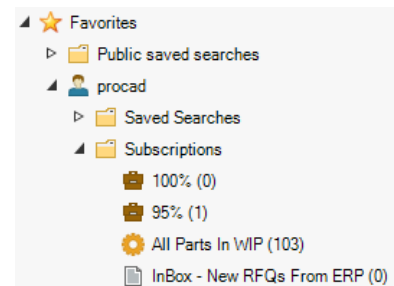 Favorites
Public saved searches
procad
Saved Searches
Subscriptions
100% (0)
95% (1)
All Parts In WIP (103)
InBox - New RFQs From ERP (0)